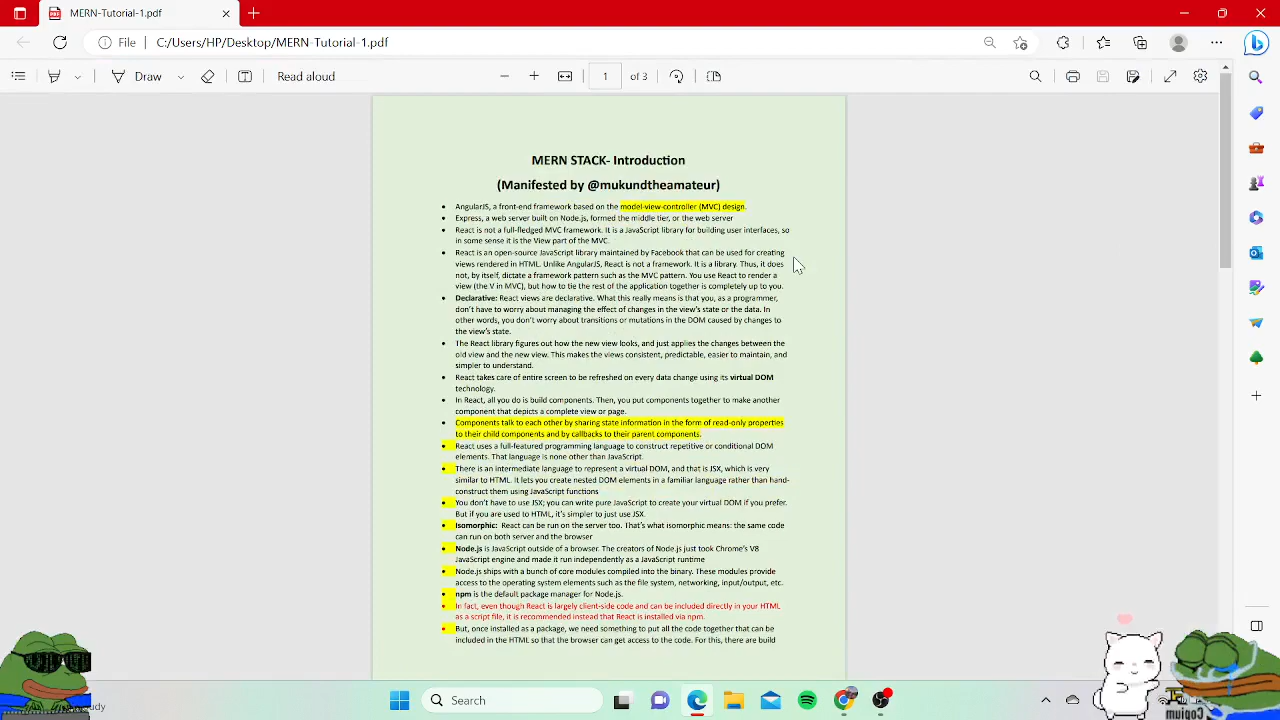 MERN-Tutorial-1.pdf
File C:/Users/HP/Desktop/MERN-Tutorial-1.pdf
Draw Read aloud 1 of 3
MERN STACK- Introduction
(Manifested by @mukundtheamateur)
• AngularJS, a front-end framework based on the model-view-controller (MVC) design.
• Express, a web server built on Node.js, formed the middle tier, or the web server
• React is not a full-fledged MVC framework. It is a JavaScript library for building user interfaces, so
in some sense it is the View part of the MVC.
• React is an open-source JavaScript library maintained by Facebook that can be used for creating
views rendered in HTML. Unlike AngularJS, React is not a framework. It is a library. Thus, it does
not, by itself, dictate a framework pattern such as the MVC pattern. You use React to render a
view (the V in MVC), but how to tie the rest of the application together is completely up to you.
• Declarative: React views are declarative. What this really means is that you, as a programmer,
don't have to worry about managing the effect of changes in the view's state or the data. In
other words, you don't worry about transitions or mutations in the DOM caused by changes to
the view's state.
• The React library figures out how the new view looks, and just applies the changes between the
old view and the new view. This makes the views consistent, predictable, easier to maintain, and
simpler to understand.
• React takes care of entire screen to be refreshed on every data change using its virtual DOM
technology.
• In React, all you do is build components. Then, you put components together to make another
component that depicts a complete view or page.
• Components talk to each other by sharing state information in the form of read-only properties
to their child components and by callbacks to their parent components.
• React uses a full-featured programming language to construct repetitive or conditional DOM
elements. That language is none other than JavaScript.
• There is an intermediate language to represent a virtual DOM, and that is JSX, which is very
similar to HTML. It lets you create nested DOM elements in a familiar language rather than hand-
construct them using JavaScript functions
• You don't have to use JSX; you can write pure JavaScript to create your virtual DOM if you prefer.
But if you are used to HTML, it's simpler to just use JSX.
• Isomorphic: React can be run on the server too. That's what isomorphic means: the same code
can run on both server and the browser
• Node.js is JavaScript outside of a browser. The creators of Node.js just took Chrome's V8
JavaScript engine and made it run independently as a JavaScript runtime
• Node.js ships with a bunch of core modules compiled into the binary. These modules provide
access to the operating system elements such as the file system, networking, input/output, etc.
• npm is the default package manager for Node.js.
• In fact, even though React is largely client-side code and can be included directly in your HTML
as a script file, it is recommended instead that React is installed via npm.
• But, once installed as a package, we need something to put all the code together that can be
included in the HTML so that the browser can get access to the code. For this, there are build
Search
Copium